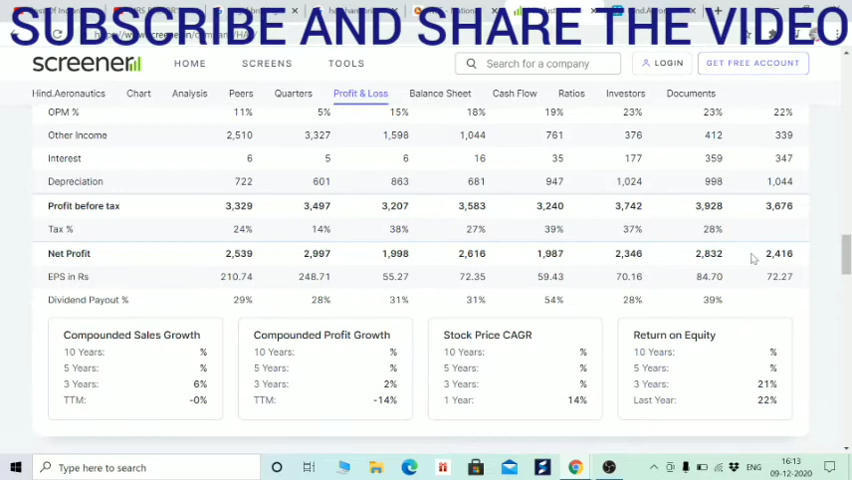 SUBSCRIBE AND SHARE THE VIDEO
screener
HOME
SCREENS
TOOLS
Search for a company
LOGIN
GET FREE ACCOUNT
Hind.Aeronautics
Chart
Analysis
Peers
Quarters
Profit & Loss
Balance Sheet
Cash Flow
Ratios
Investors
Documents
OPM % 11% 5% 15% 18% 19% 23% 23% 22%
Other Income 2,510 3,327 1,598 1,044 761 376 412 339
Interest 6 5 6 16 35 177 359 347
Depreciation 722 601 863 681 947 1,024 998 1,044
Profit before tax 3,329 3,497 3,207 3,583 3,240 3,742 3,928 3,676
Tax % 24% 14% 38% 27% 39% 37% 28%
Net Profit 2,539 2,997 1,998 2,616 1,987 2,346 2,832 2,416
EPS in Rs 210.74 248.71 55.27 72.35 59.43 70.16 84.70 72.27
Dividend Payout % 29% 28% 31% 31% 54% 28% 39%
Compounded Sales Growth
10 Years: %
5 Years: %
3 Years: 6%
TTM: -0%
Compounded Profit Growth
10 Years: %
5 Years: %
3 Years: 2%
TTM: -14%
Stock Price CAGR
10 Years: %
5 Years: %
3 Years: %
1 Year: 14%
Return on Equity
10 Years: %
5 Years: %
3 Years: 21%
Last Year: 22%
Type here to search
ENG
16:13
09-12-2020